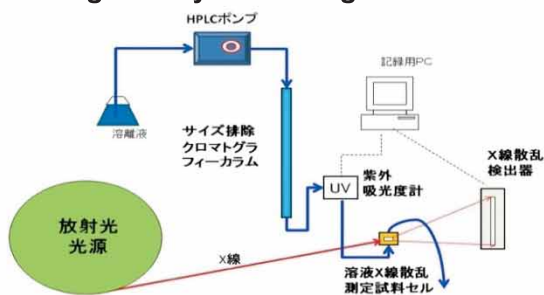 HPLCポンプ
溶離液
サイズ排除
クロマトグラ
フィーカラム
記録用PC
UV
紫外
吸光度計
X線散乱
検出器
放射光
光源
X線
溶液X線散乱
測定試料セル